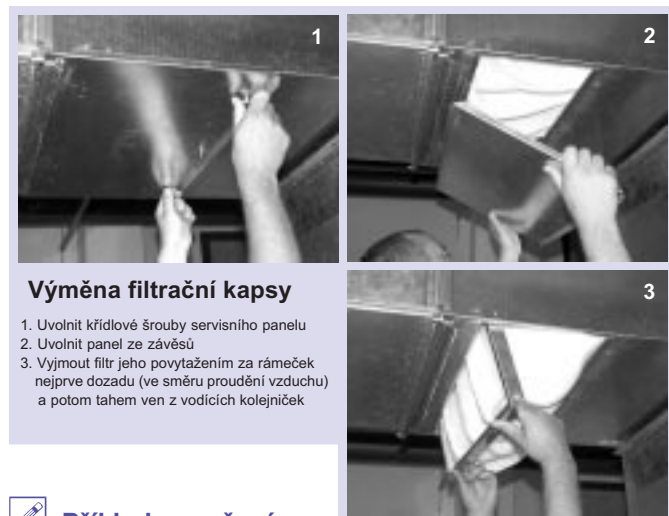 1
2
Výměna filtrační kapsy
1. Uvolnit křídlové šrouby servisního panelu
2. Uvolnit panel ze závěsů
3. Vyjmout filtr jeho povytažením za rámeček
nejprve dozadu (ve směru proudění vzduchu)
a potom tahem ven z vodících kolejniček
3